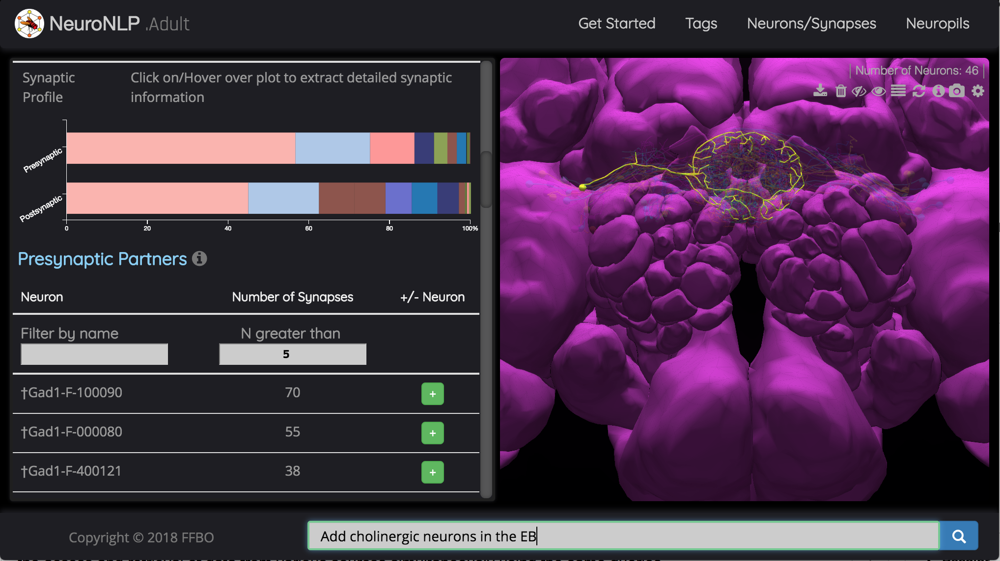 NeuroNLP .Adult
Get Started Tags Neurons/Synapses Neuropils
Synaptic Profile
Click on/Hover over plot to extract detailed synaptic information
Presynaptic
Postsynaptic
0 20 40 60 80 100%
Presynaptic Partners
Neuron Number of Synapses +/- Neuron
Filter by name N greater than
5
†Gad1-F-100090 70 +
†Gad1-F-000080 55 +
†Gad1-F-400121 38 +
Number of Neurons: 46
Copyright © 2018 FFBO
Add cholinergic neurons in the EB